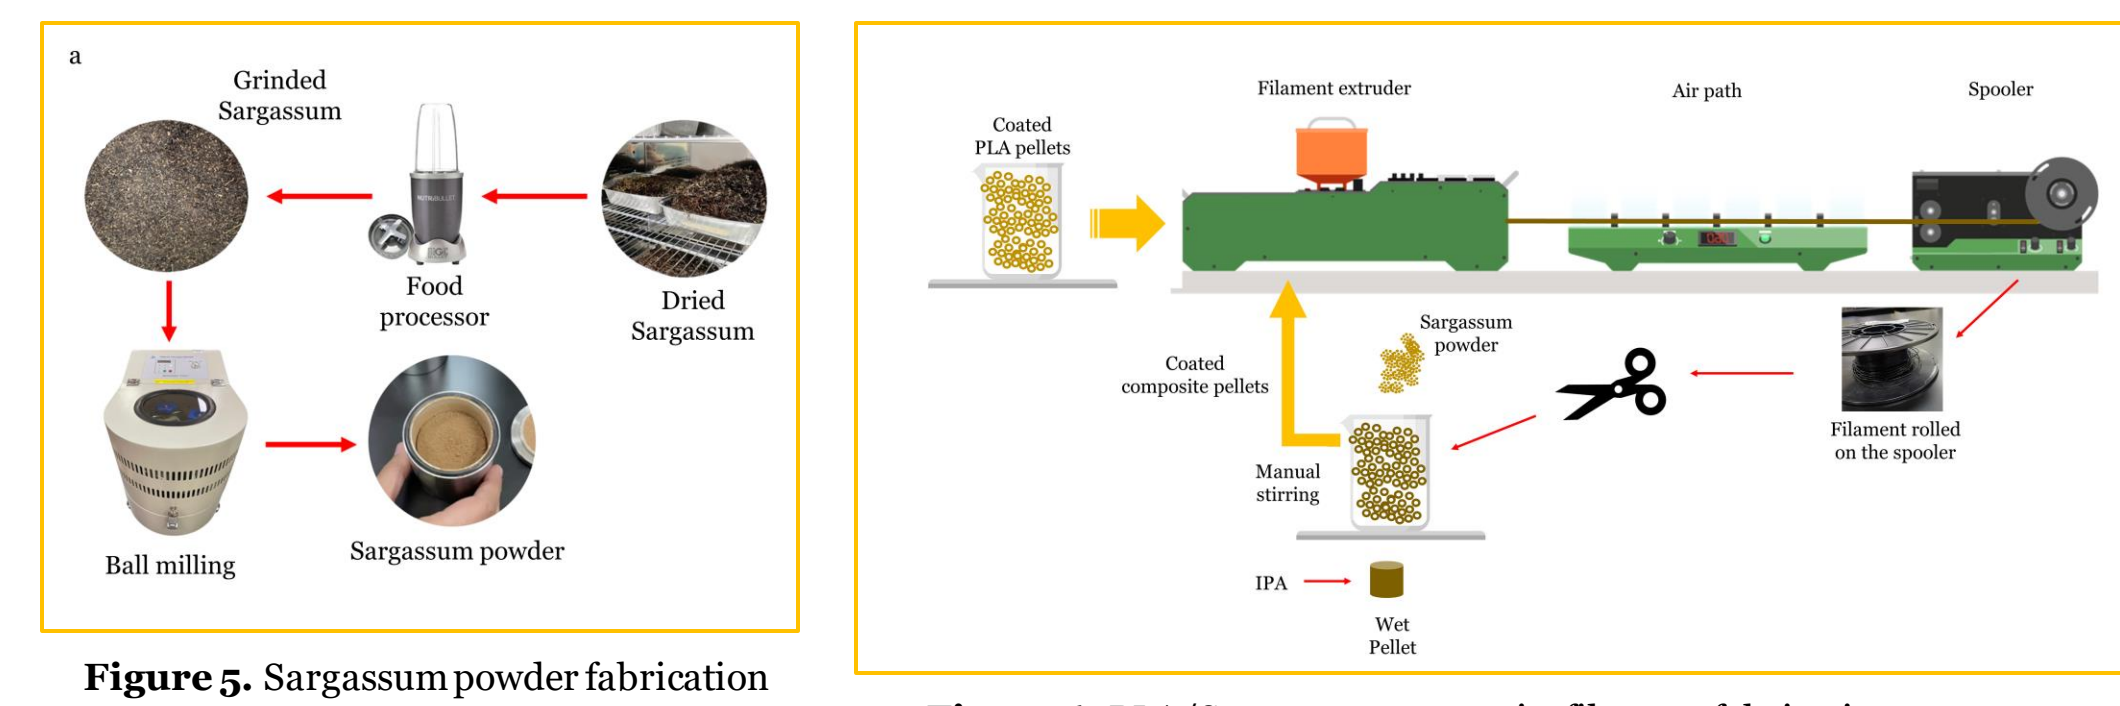 a
Grinded
Sargassum
NUTRiBULLET
Food
processor
Dried
Sargassum
Ball milling
Sargassum powder
Figure 5. Sargassum powder fabrication
Filament extruder
Air path
Spooler
Coated
PLA pellets
Sargassum
powder
Coated
composite pellets
Manual
stirring
Filament rolled
on the spooler
IPA
Wet
Pellet